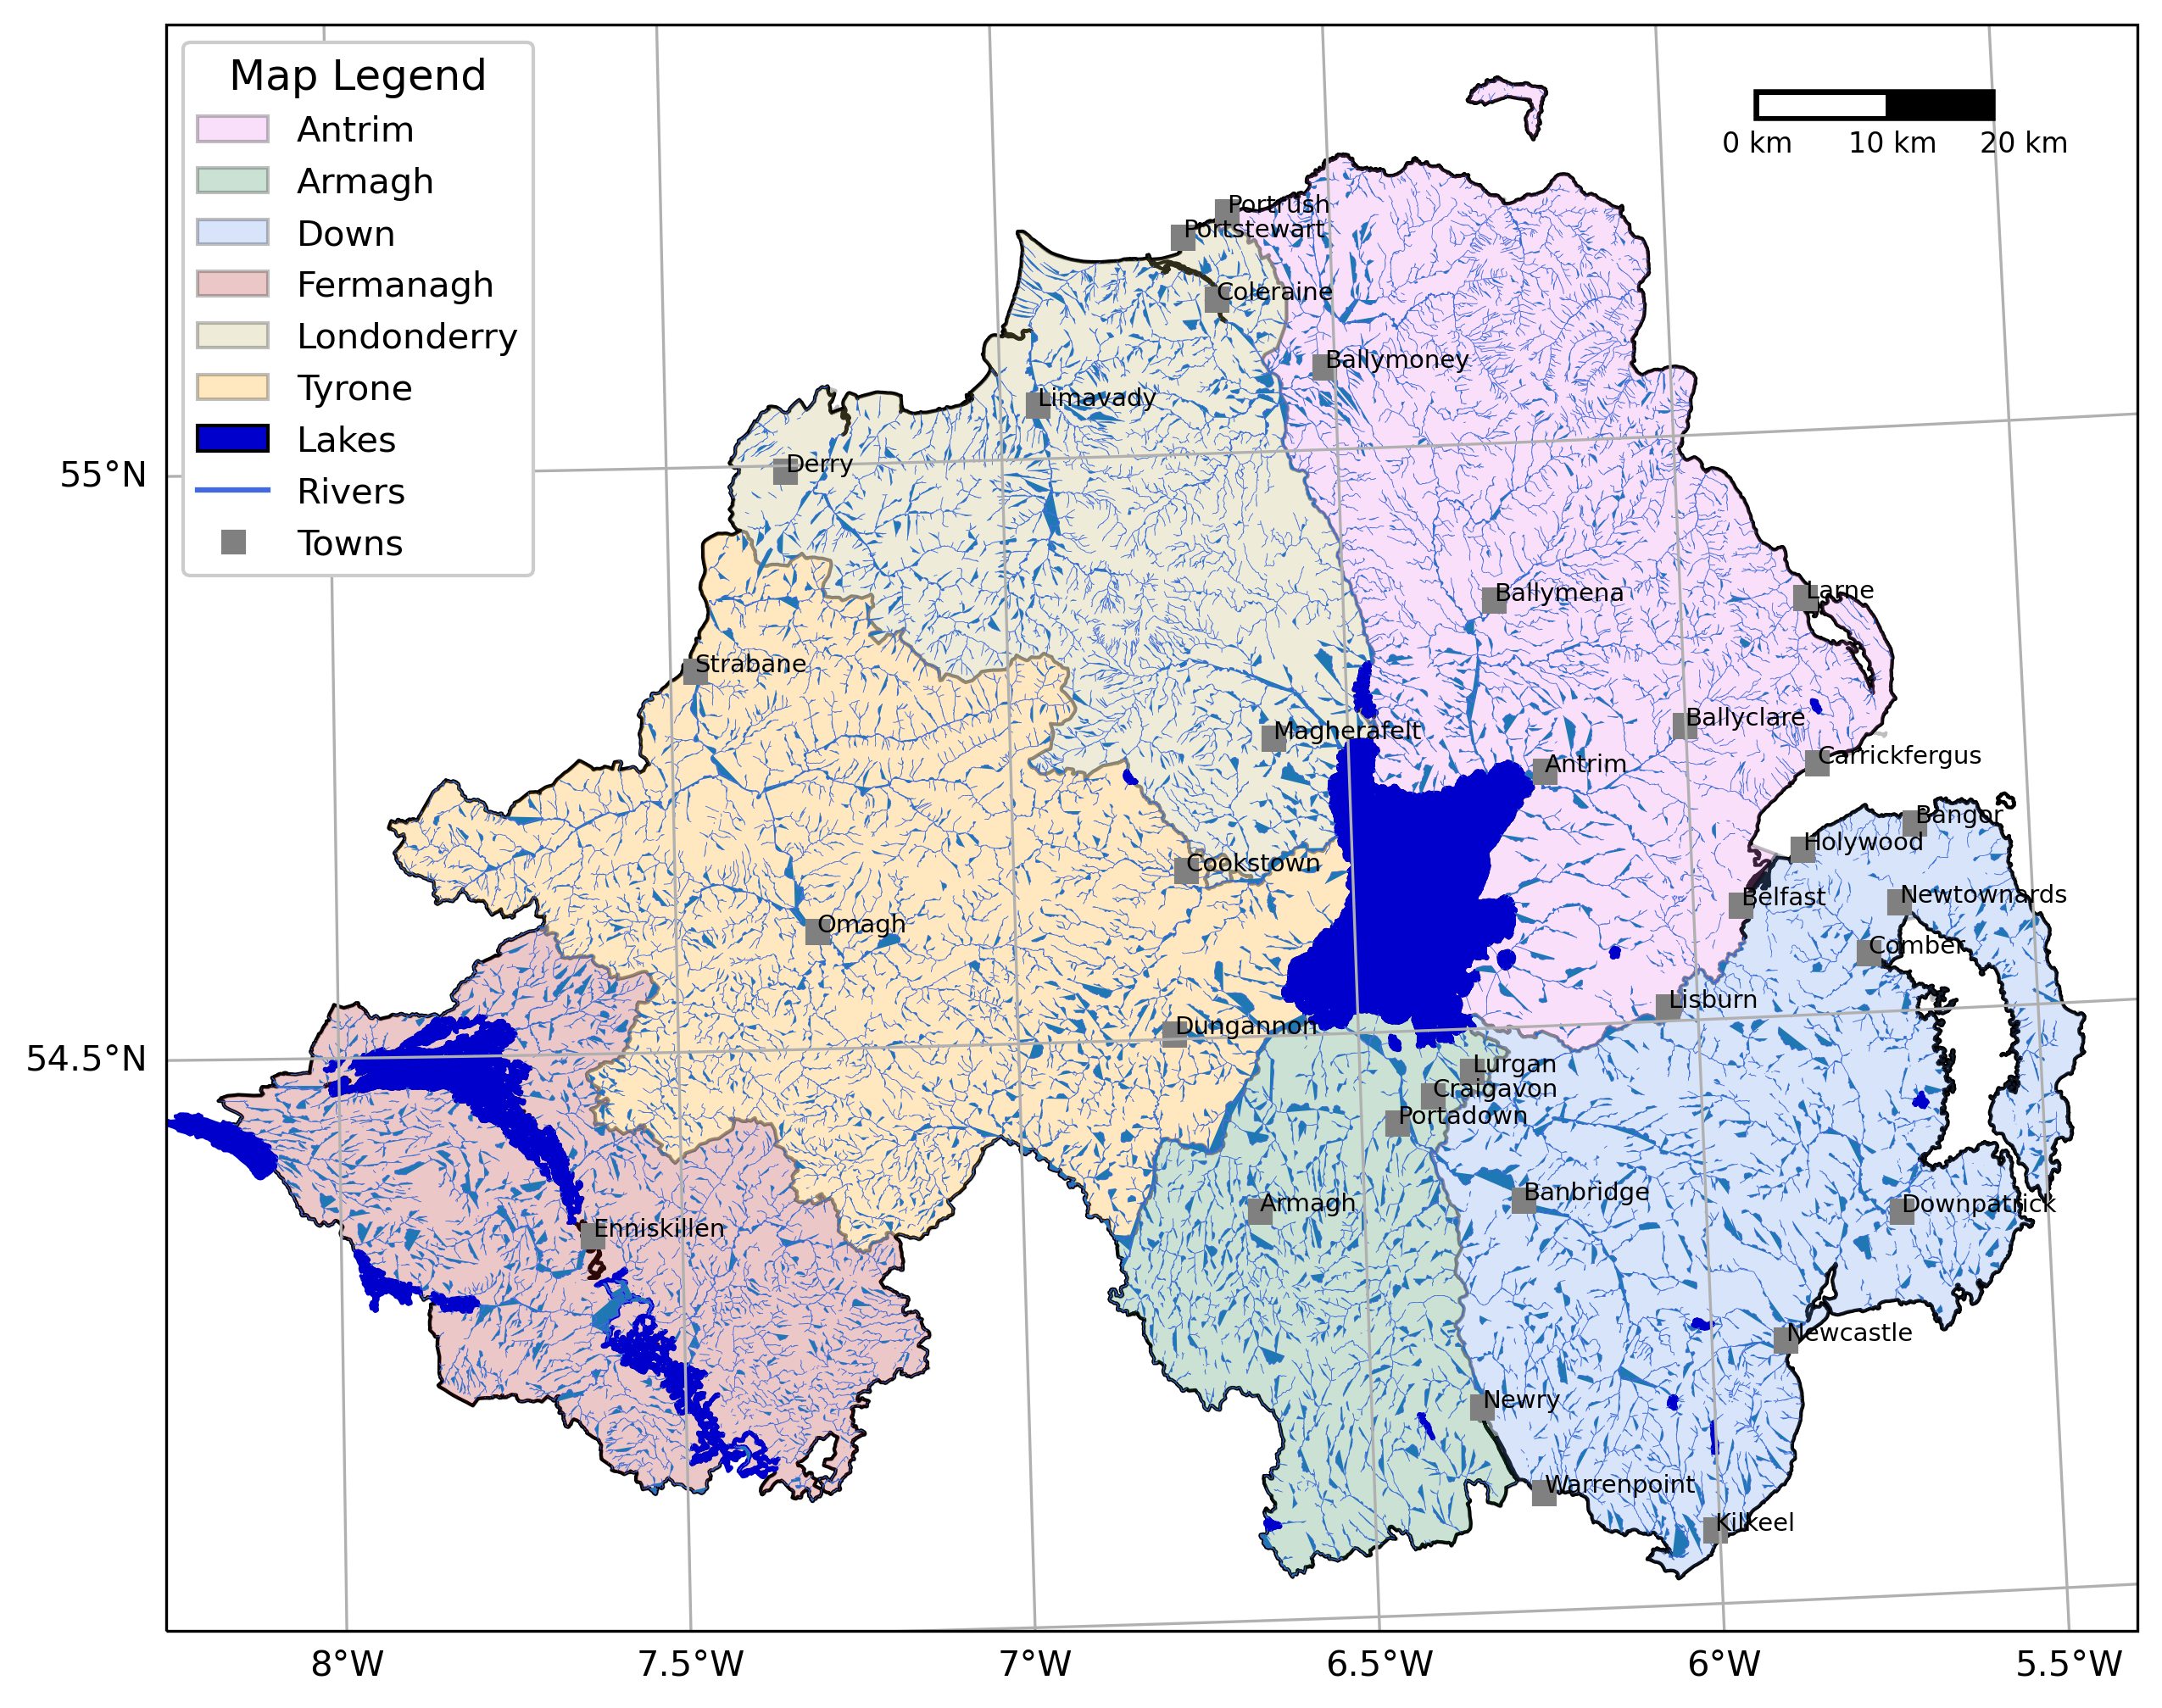 Map Legend
Antrim
Armagh
Down
Fermanagh
Londonderry
Tyrone
Lakes
Rivers
Towns
0 km 10 km 20 km
Portrush
Portstewart
Coleraine
Ballymoney
Limavady
Derry
Ballymena
Larne
Strabane
Ballyclare
Magherafelt
Carrickfergus
Antrim
Bangor
Holywood
Cookstown
Newtownards
Belfast
Omagh
Comber
Lisburn
Dungannon
Lurgan
Craigavon
Portadown
Banbridge
Armagh
Downpatrick
Enniskillen
Newcastle
Newry
Warrenpoint
Kilkeel
55°N
54.5°N
8°W 7.5°W 7°W 6.5°W 6°W 5.5°W